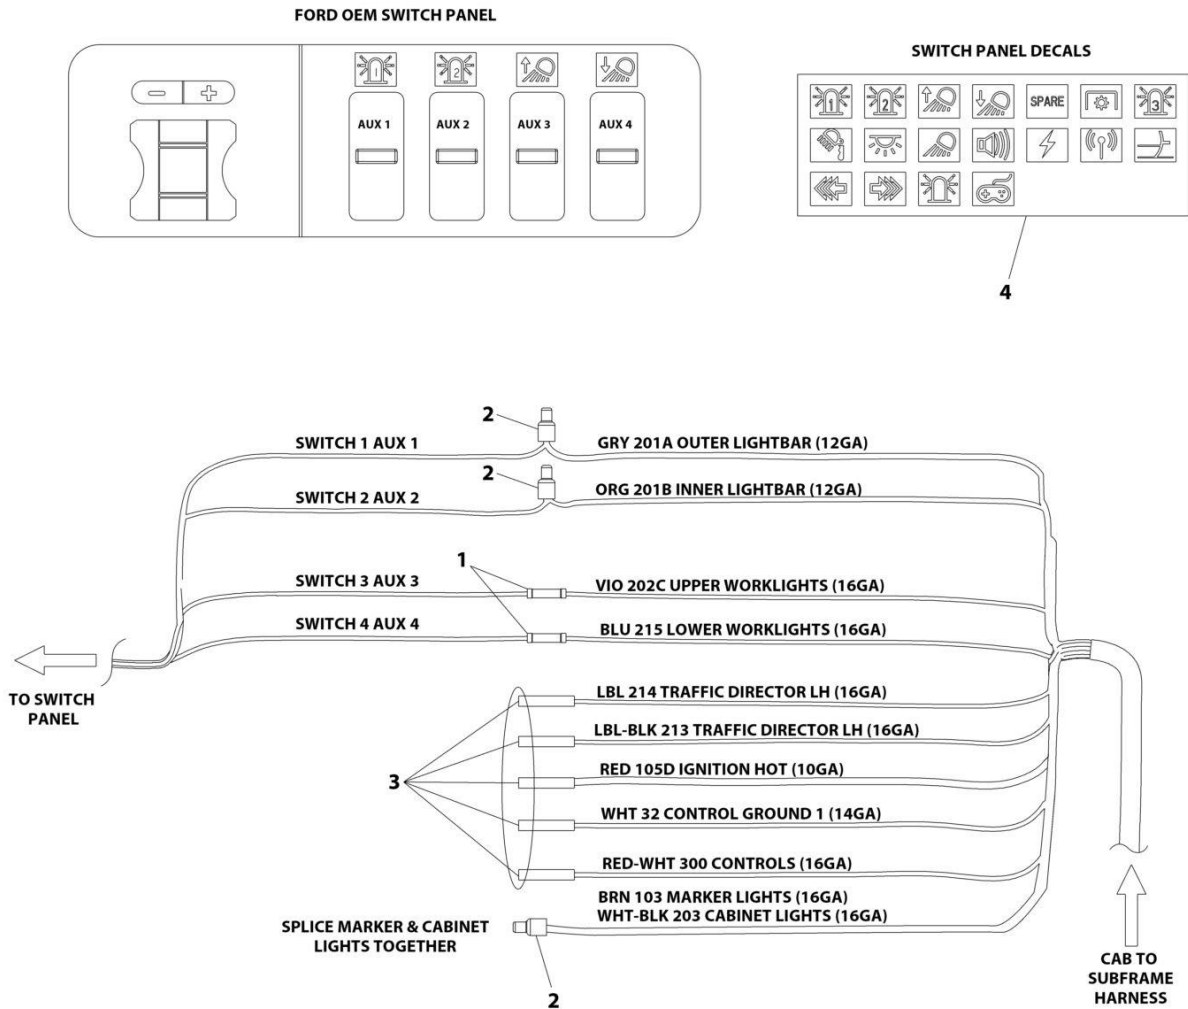 FORD OEM SWITCH PANEL
AUX 1
AUX 2
AUX 3
AUX 4
1
2
SWITCH PANEL DECALS
1
2
SPARE
3
4
SWITCH 1 AUX 1
2
GRY 201A OUTER LIGHTBAR (12GA)
SWITCH 2 AUX 2
2
ORG 201B INNER LIGHTBAR (12GA)
SWITCH 3 AUX 3
1
VIO 202C UPPER WORKLIGHTS (16GA)
SWITCH 4 AUX 4
BLU 215 LOWER WORKLIGHTS (16GA)
TO SWITCH
PANEL
LBL 214 TRAFFIC DIRECTOR LH (16GA)
LBL-BLK 213 TRAFFIC DIRECTOR LH (16GA)
3
RED 105D IGNITION HOT (10GA)
WHT 32 CONTROL GROUND 1 (14GA)
RED-WHT 300 CONTROLS (16GA)
BRN 103 MARKER LIGHTS (16GA)
WHT-BLK 203 CABINET LIGHTS (16GA)
SPLICE MARKER & CABINET
LIGHTS TOGETHER
2
CAB TO
SUBFRAME
HARNESS